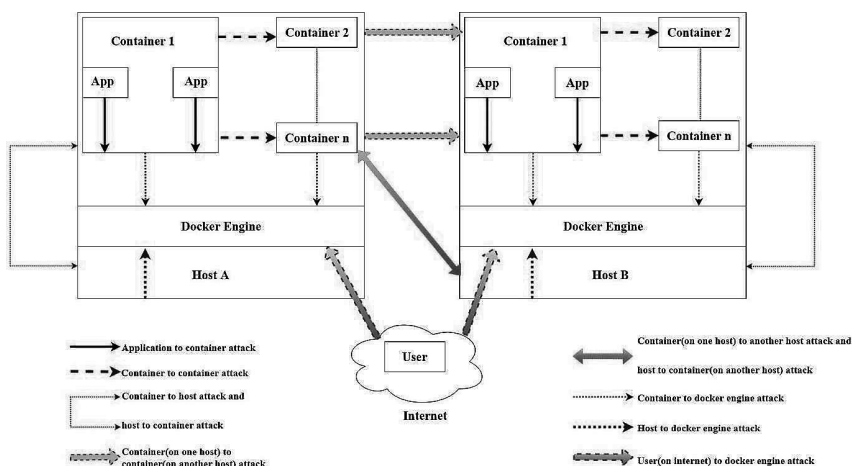 Container 1
Container 2
App
App
Container n
Docker Engine
Host A
Container 1
Container 2
App
App
Container n
Docker Engine
Host B
User
Internet
Application to container attack
Container to container attack
Container to host attack and
host to container attack
Container(on one host) to
container(on another host) attack
Container(on one host) to another host attack and
host to container(on another host) attack
Container to docker engine attack
Host to docker engine attack
User(on internet) to docker engine attack